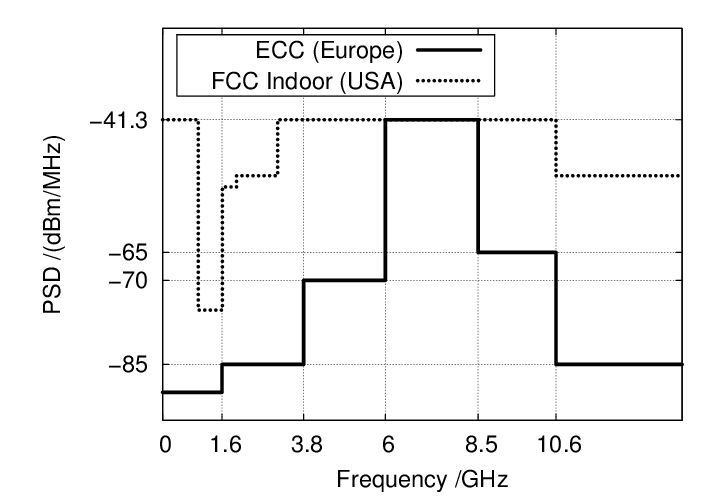 ECC (Europe)
FCC Indoor (USA)
−41.3
−65
−70
−85
PSD /(dBm/MHz)
0 1.6 3.8 6 8.5 10.6
Frequency /GHz